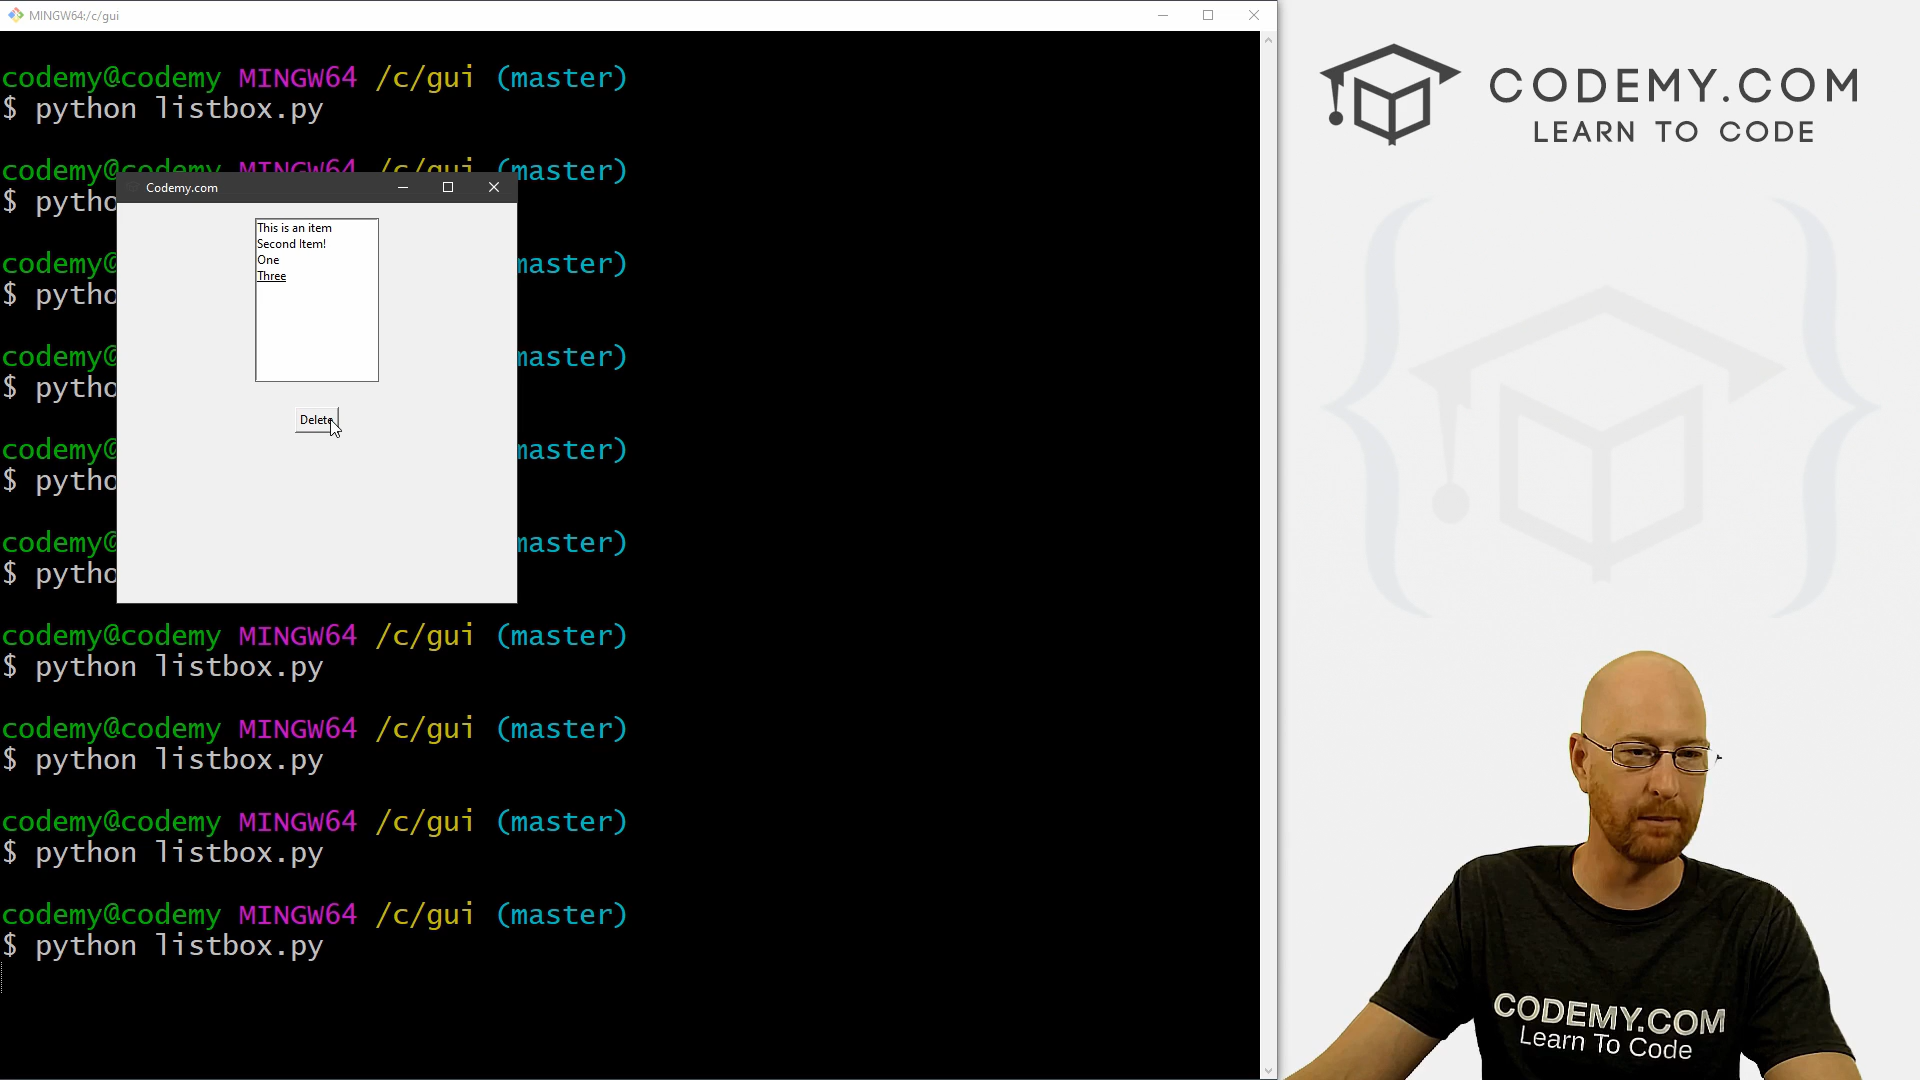 MINGW64:/c/gui
codemy@codemy MINGW64 /c/gui (master)
$ python listbox.py
codemy@codemy MINGW64 /c/gui (master)
$ pytho
codemy@ master)
$ pytho
codemy@ master)
$ pytho
codemy@ master)
$ pytho
codemy@ master)
$ pytho
codemy@codemy MINGW64 /c/gui (master)
$ python listbox.py
codemy@codemy MINGW64 /c/gui (master)
$ python listbox.py
codemy@codemy MINGW64 /c/gui (master)
$ python listbox.py
codemy@codemy MINGW64 /c/gui (master)
$ python listbox.py
Codemy.com
This is an item
Second Item!
One
Three
Delete
CODEMY.COM
LEARN TO CODE
CODEMY.COM
Learn To Code